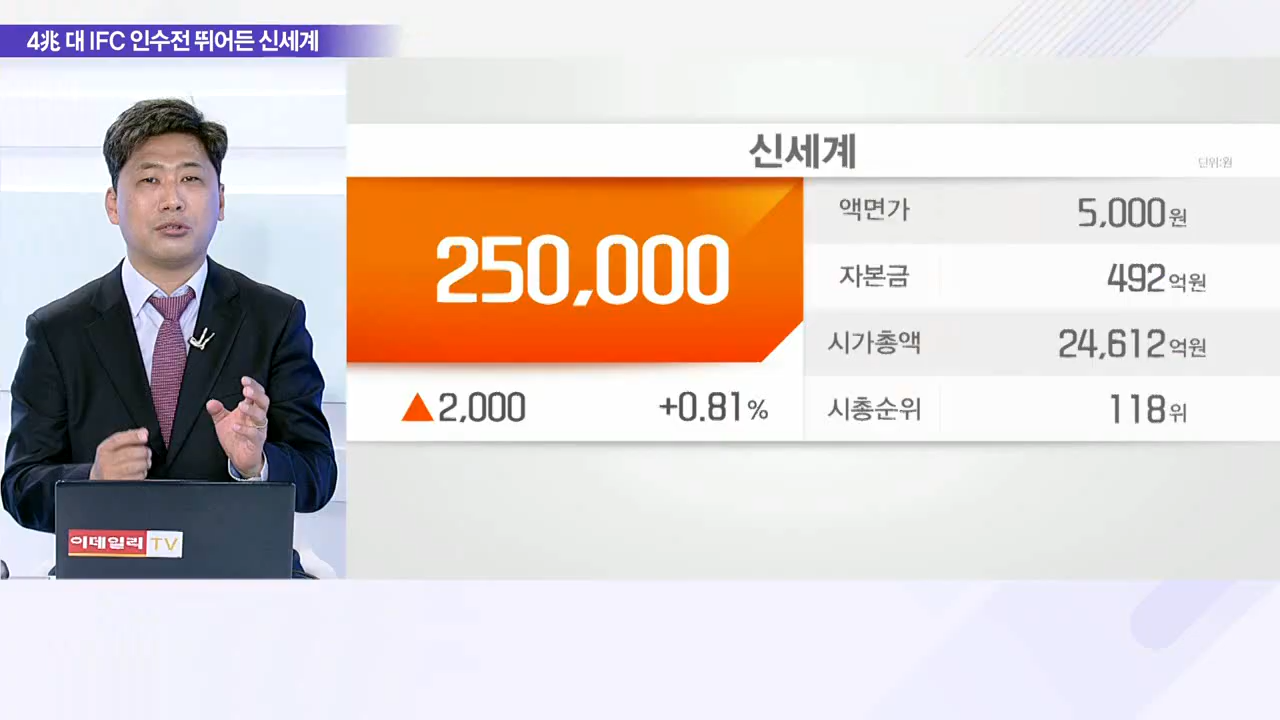 4兆 대 IFC 인수전 뛰어든 신세계
신세계
단위:원
250,000
▲2,000 +0.81%
액면가 5,000원
자본금 492억원
시가총액 24,612억원
시총순위 118위
이데일리 TV